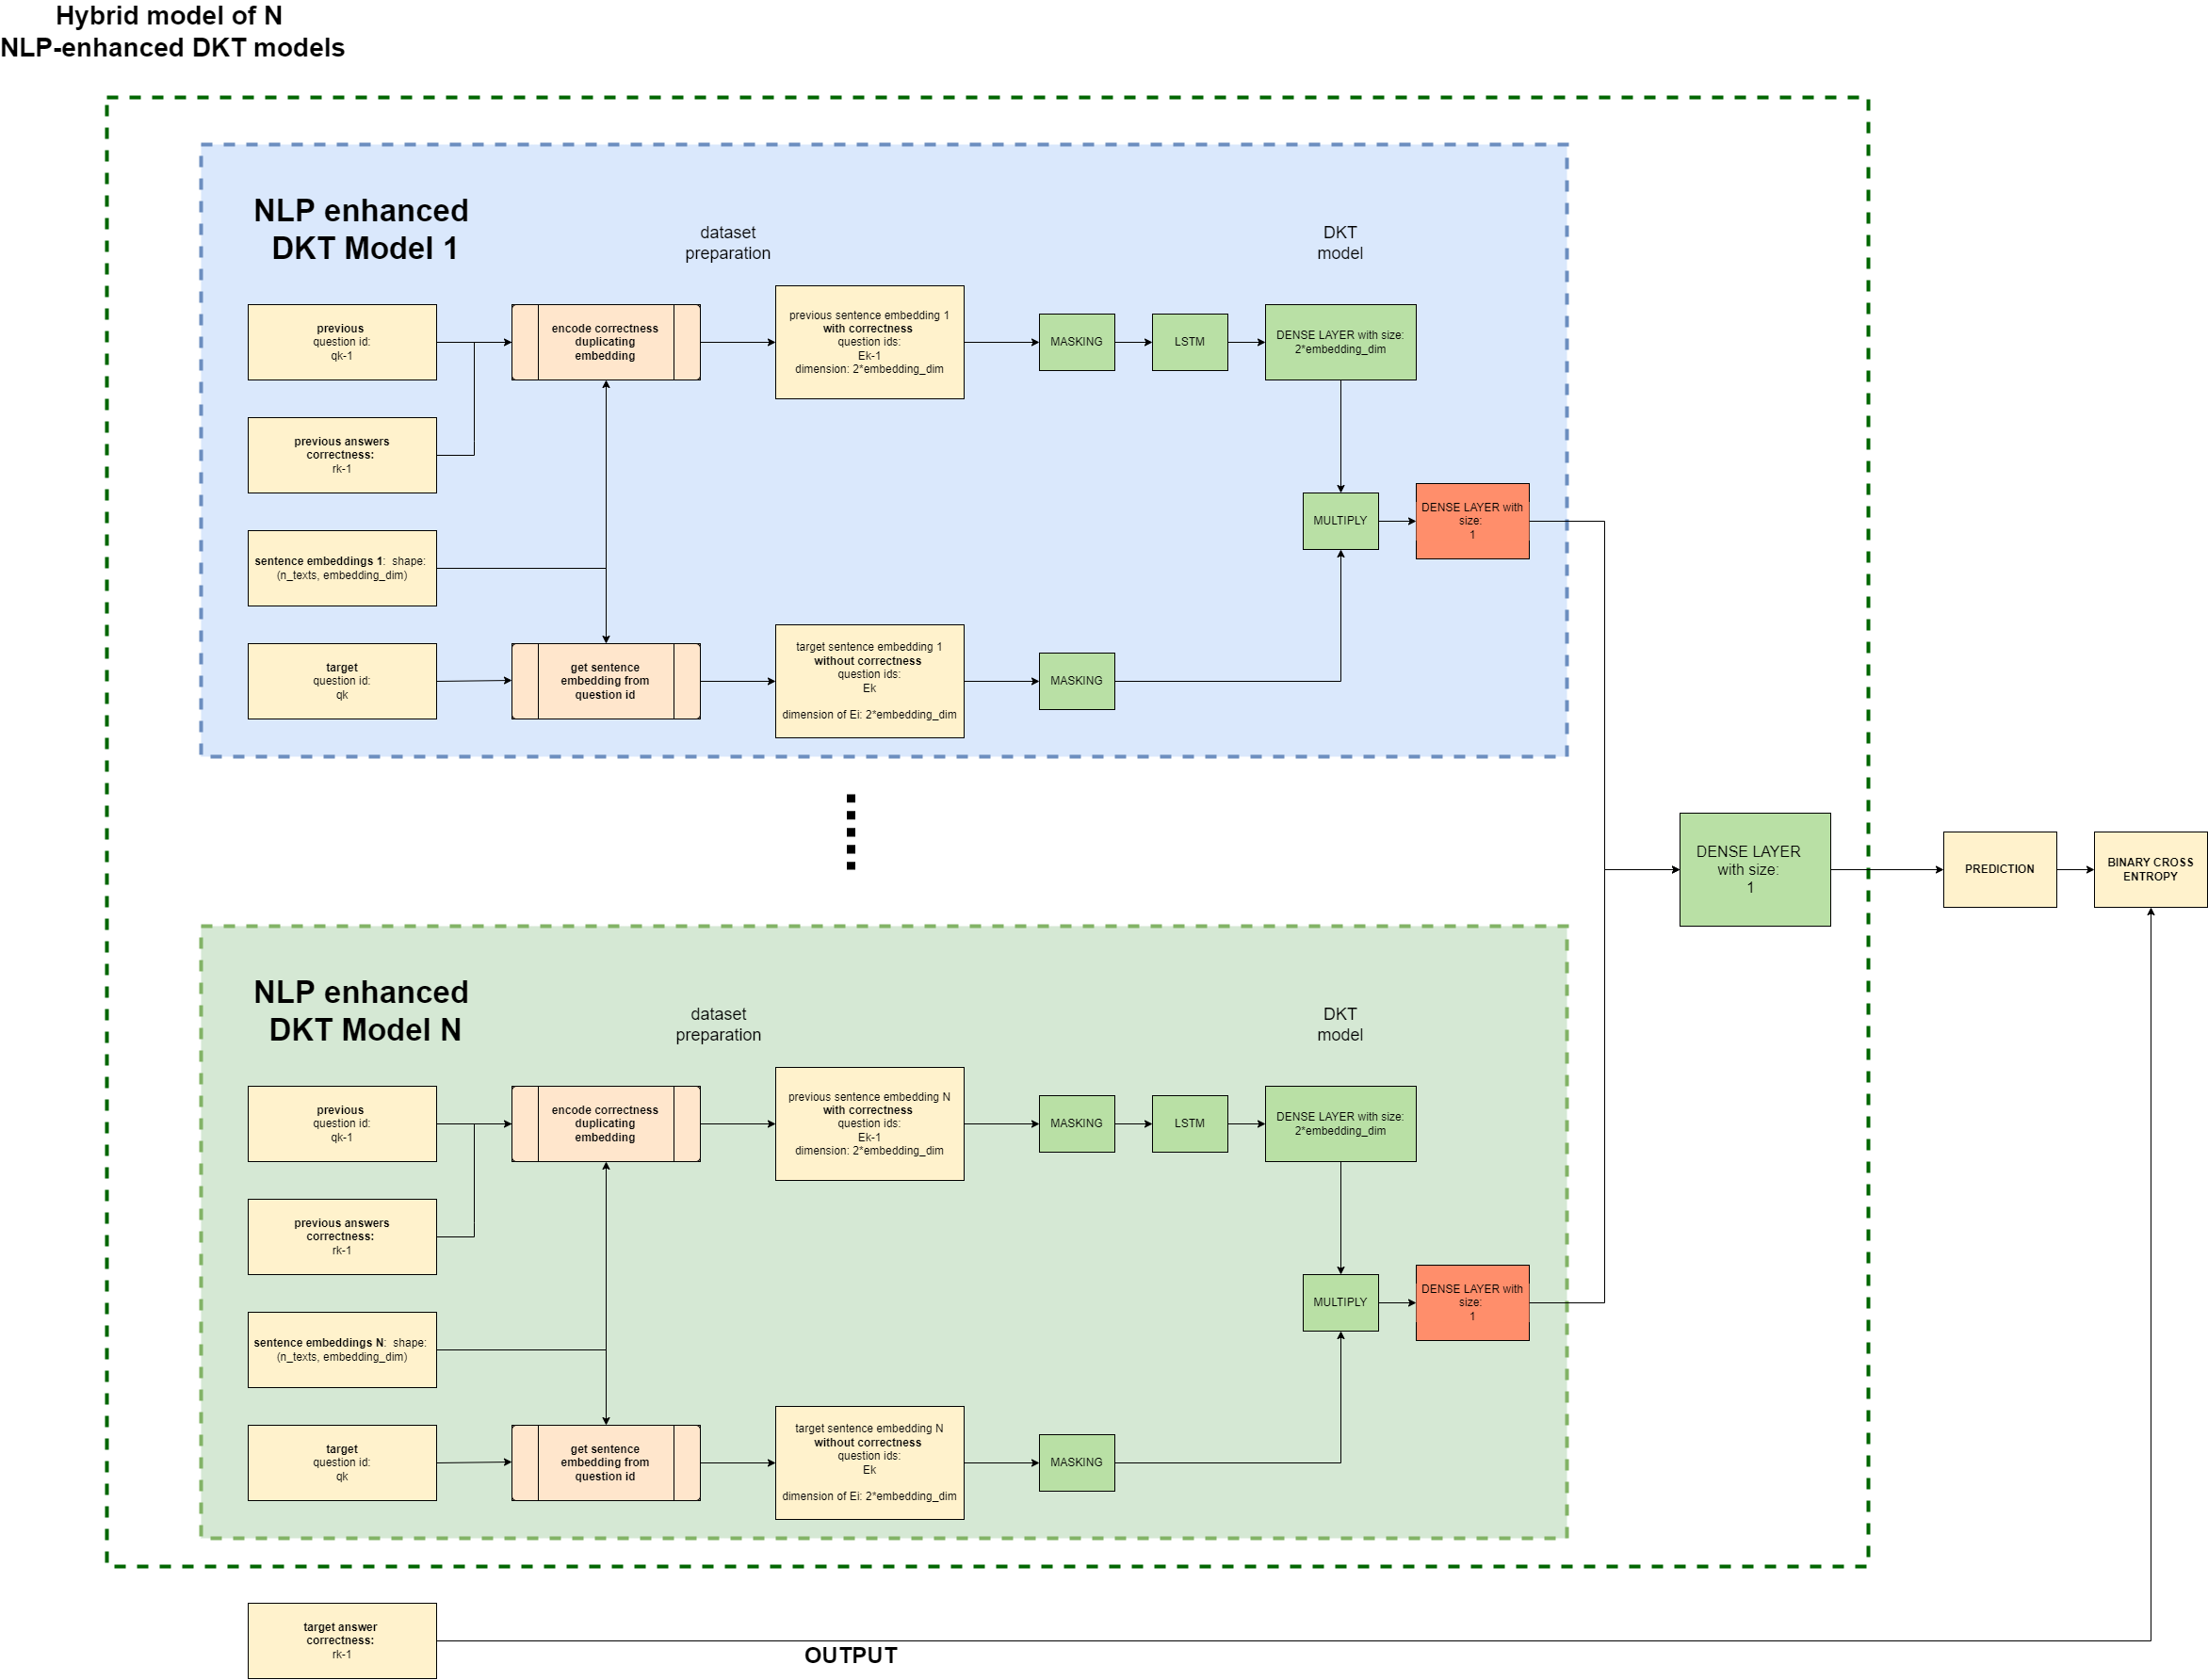 Hybrid model of N
NLP-enhanced DKT models
NLP enhanced
DKT Model 1
dataset
preparation
DKT
model
previous
question id:
qk-1
encode correctness
duplicating
embedding
previous sentence embedding 1
with correctness
question ids:
Ek-1
dimension: 2*embedding_dim
MASKING
LSTM
DENSE LAYER with size:
2*embedding_dim
previous answers
correctness:
rk-1
MULTIPLY
DENSE LAYER with
size:
1
sentence embeddings 1: shape:
(n_texts, embedding_dim)
target
question id:
qk
get sentence
embedding from
question id
target sentence embedding 1
without correctness
question ids:
Ek
dimension of Ei: 2*embedding_dim
MASKING
DENSE LAYER
with size:
1
PREDICTION
BINARY CROSS
ENTROPY
NLP enhanced
DKT Model N
dataset
preparation
DKT
model
previous
question id:
qk-1
encode correctness
duplicating
embedding
previous sentence embedding N
with correctness
question ids:
Ek-1
dimension: 2*embedding_dim
MASKING
LSTM
DENSE LAYER with size:
2*embedding_dim
previous answers
correctness:
rk-1
MULTIPLY
DENSE LAYER with
size:
1
sentence embeddings N: shape:
(n_texts, embedding_dim)
target
question id:
qk
get sentence
embedding from
question id
target sentence embedding N
without correctness
question ids:
Ek
dimension of Ei: 2*embedding_dim
MASKING
target answer
correctness:
rk-1
OUTPUT